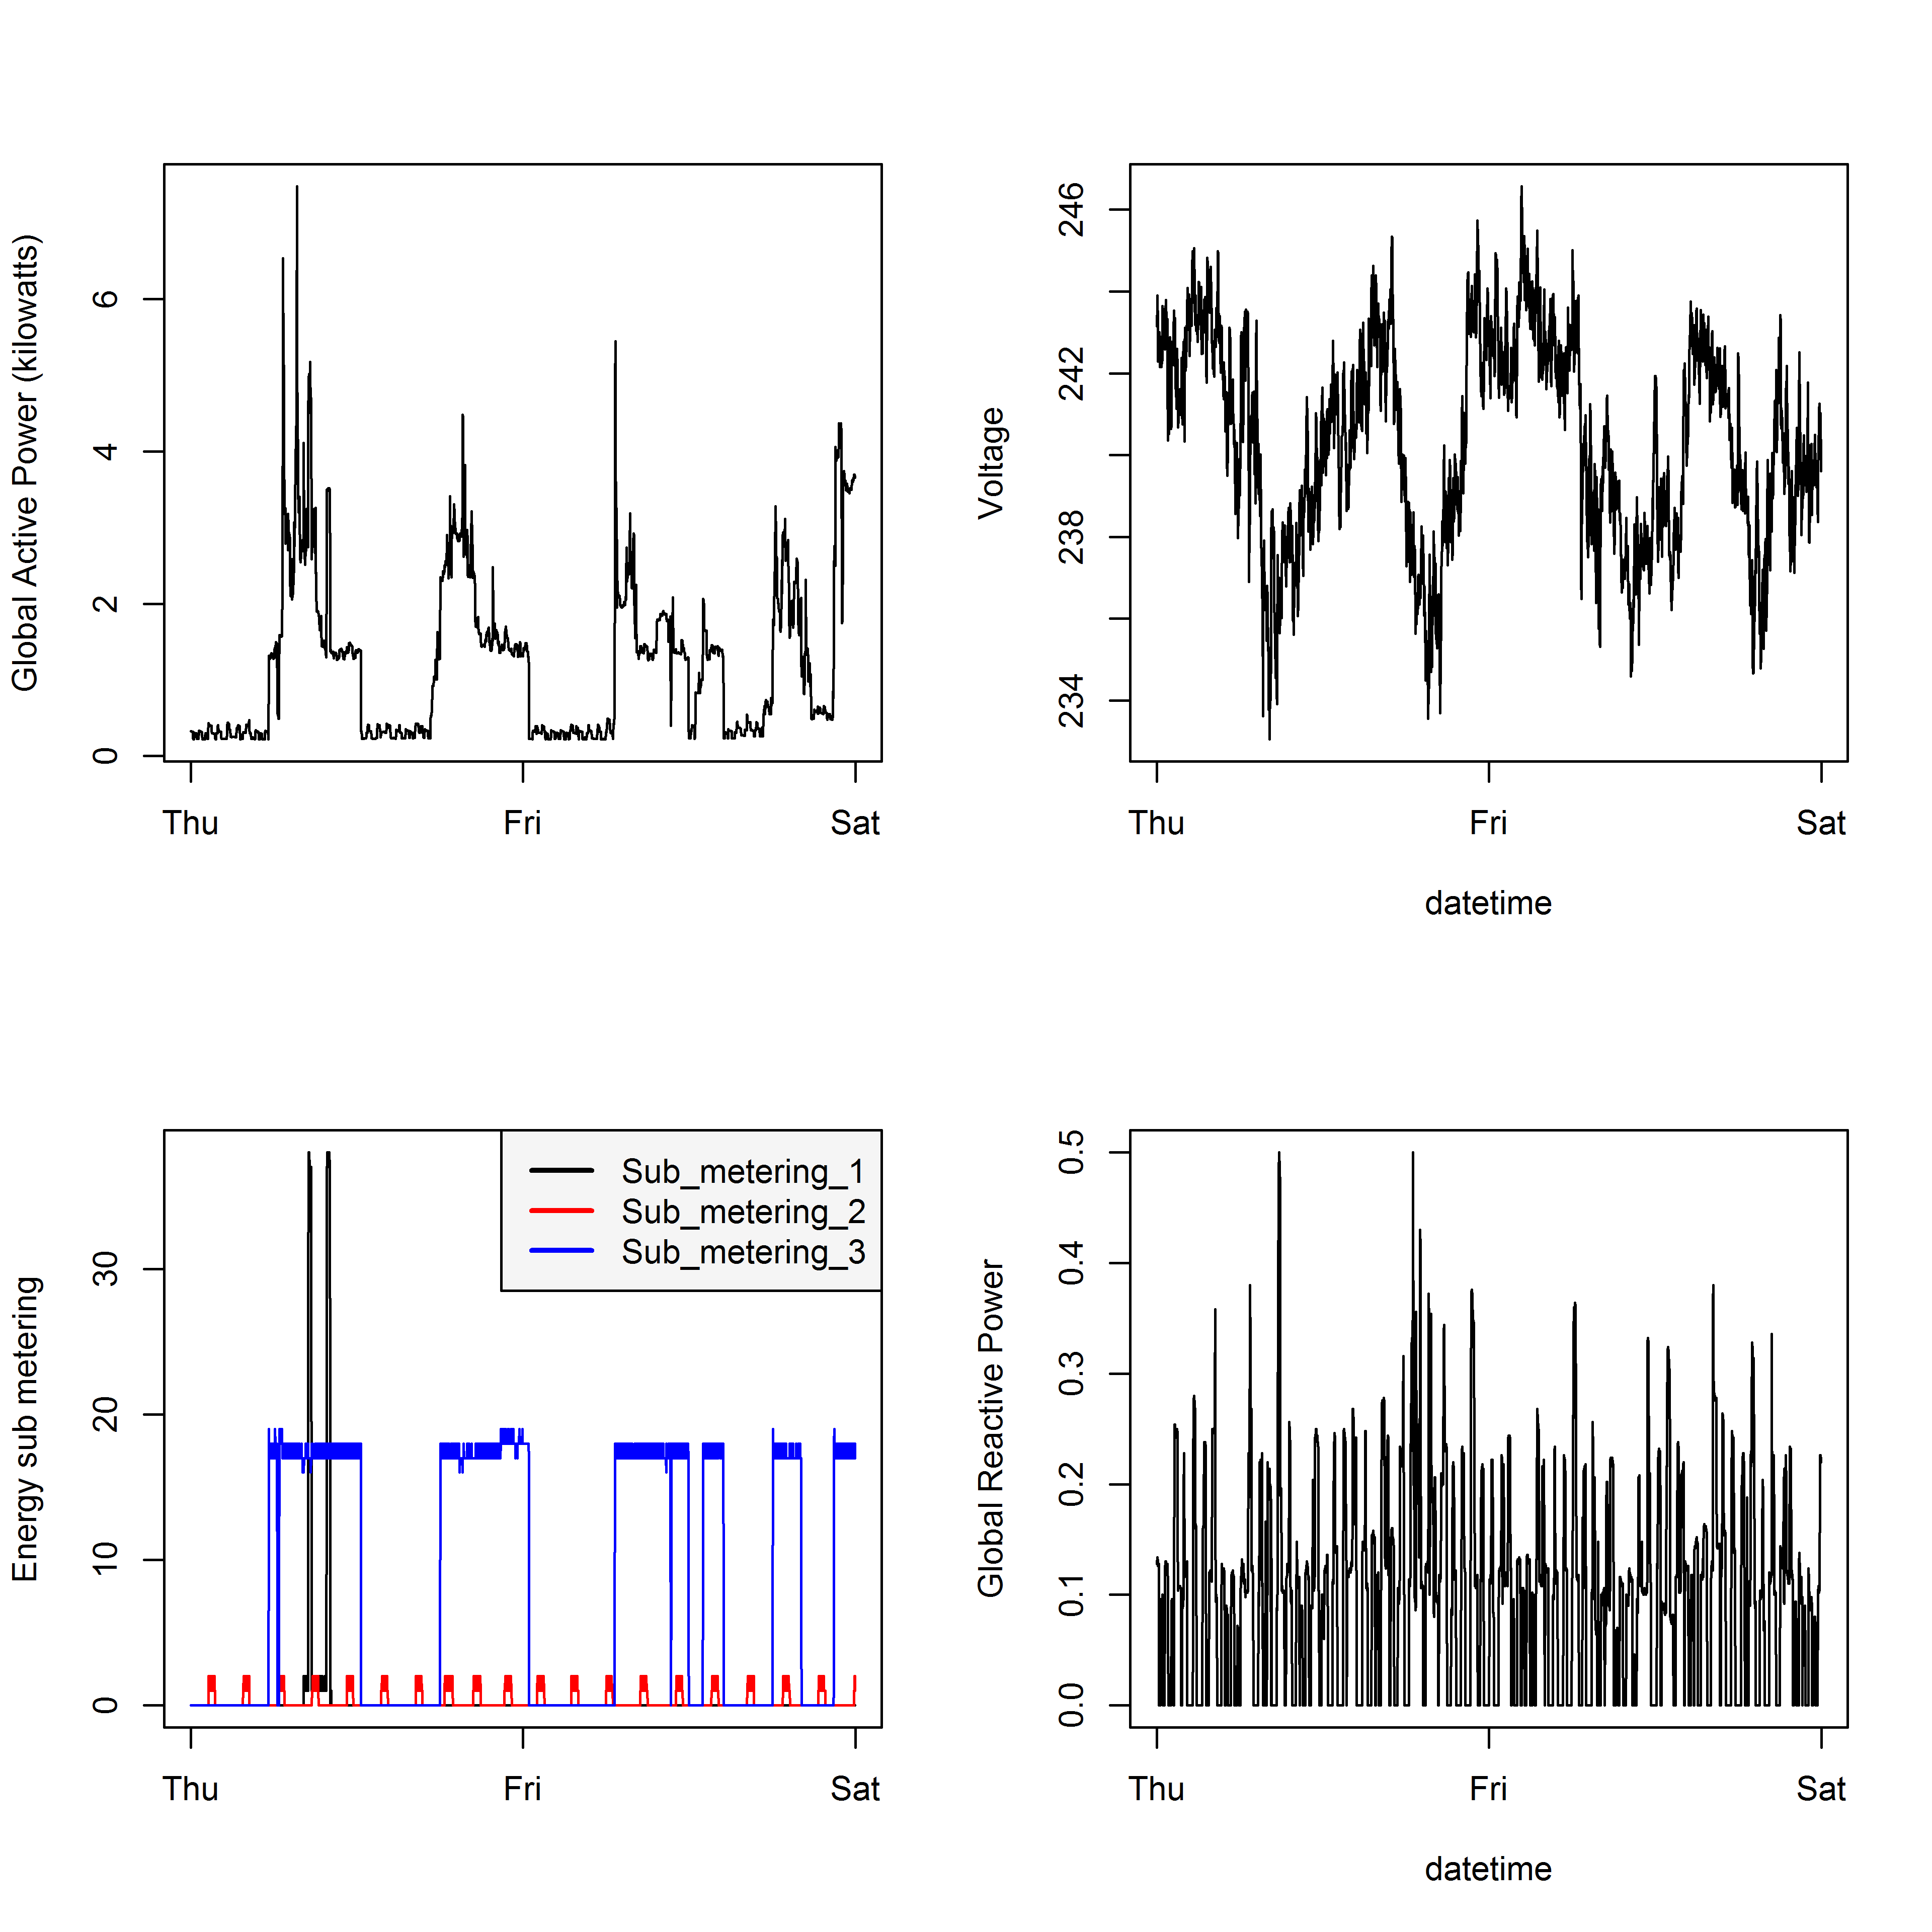 Global Active Power (kilowatts)
6
4
2
0
Thu
Fri
Sat
Voltage
246
242
238
234
Thu
Fri
Sat
datetime
Energy sub metering
30
20
10
0
Sub_metering_1
Sub_metering_2
Sub_metering_3
Thu
Fri
Sat
Global Reactive Power
0.5
0.4
0.3
0.2
0.1
0.0
Thu
Fri
Sat
datetime